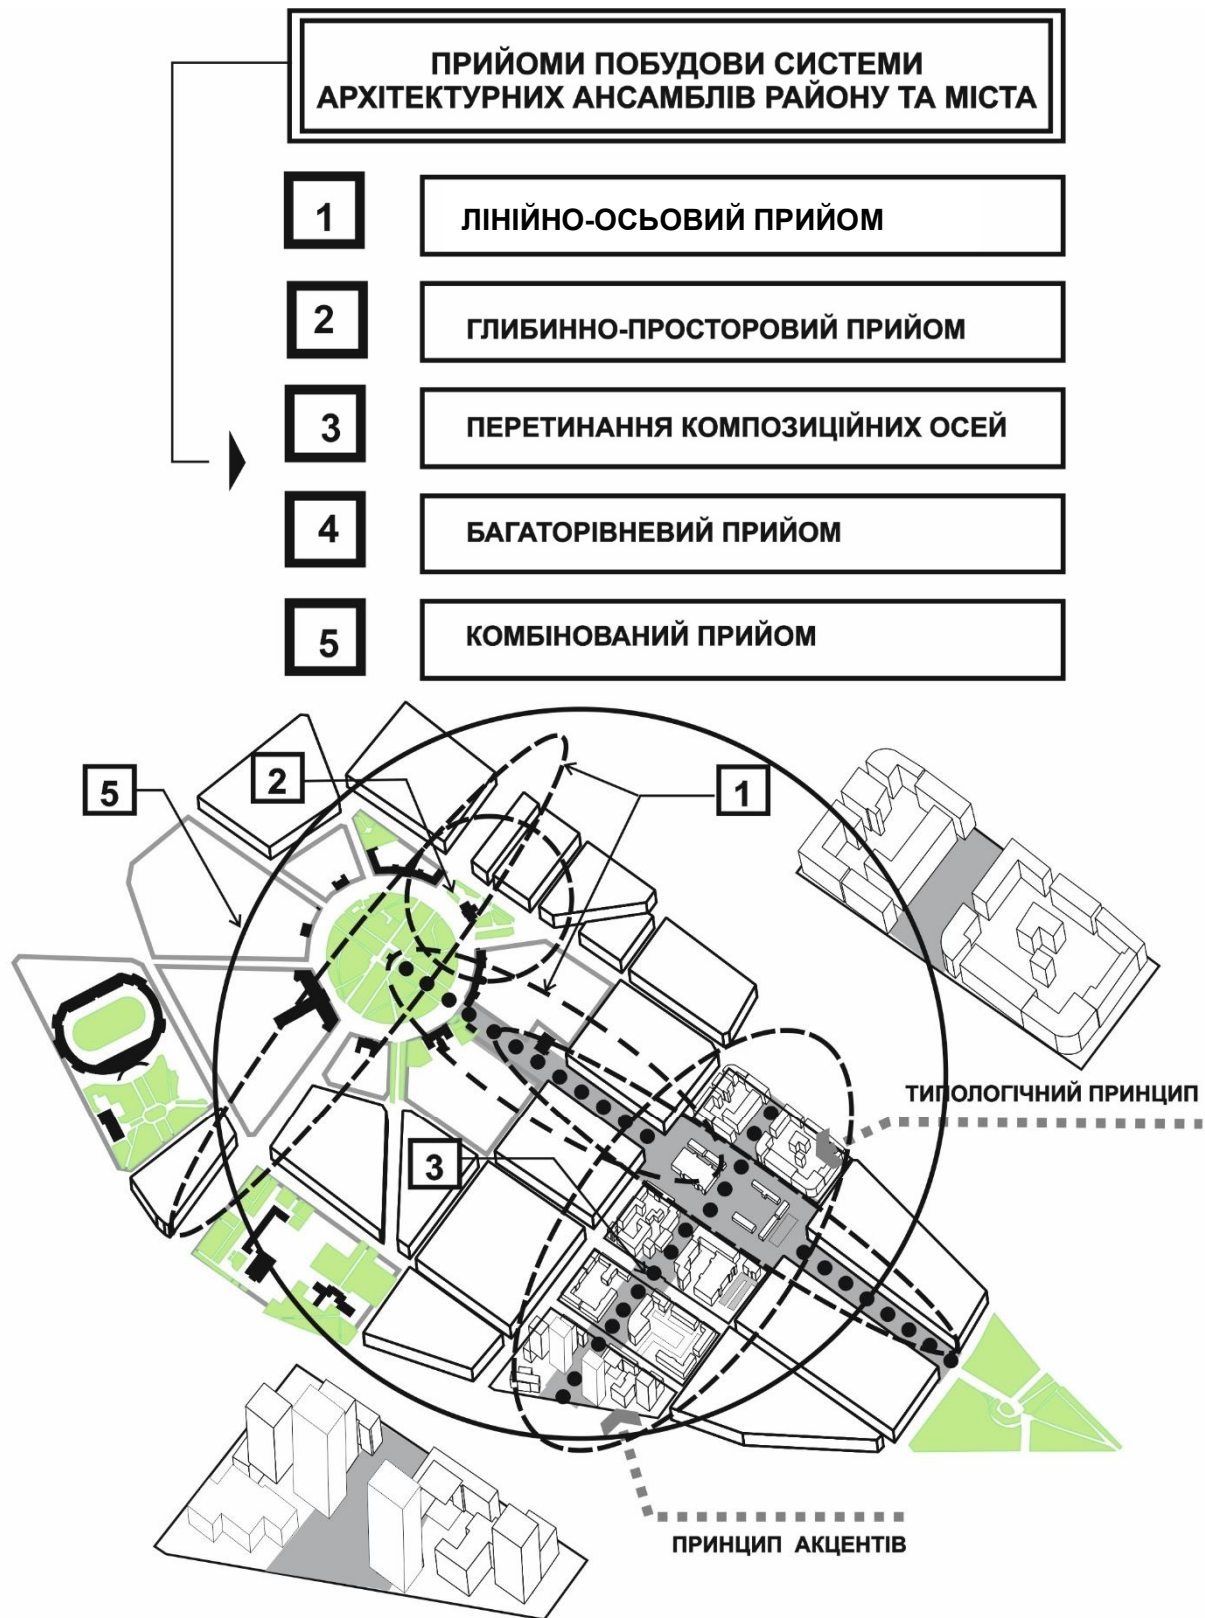 ПРИЙОМИ ПОБУДОВИ СИСТЕМИ
АРХІТЕКТУРНИХ АНСАМБЛІВ РАЙОНУ ТА МІСТА
1
ЛІНІЙНО-ОСЬОВИЙ ПРИЙОМ
2
ГЛИБИННО-ПРОСТОРОВИЙ ПРИЙОМ
3
ПЕРЕТИНАННЯ КОМПОЗИЦІЙНИХ ОСЕЙ
4
БАГАТОРІВНЕВИЙ ПРИЙОМ
5
КОМБІНОВАНИЙ ПРИЙОМ
5
2
1
ТИПОЛОГІЧНИЙ ПРИНЦИП
3
ПРИНЦИП АКЦЕНТІВ